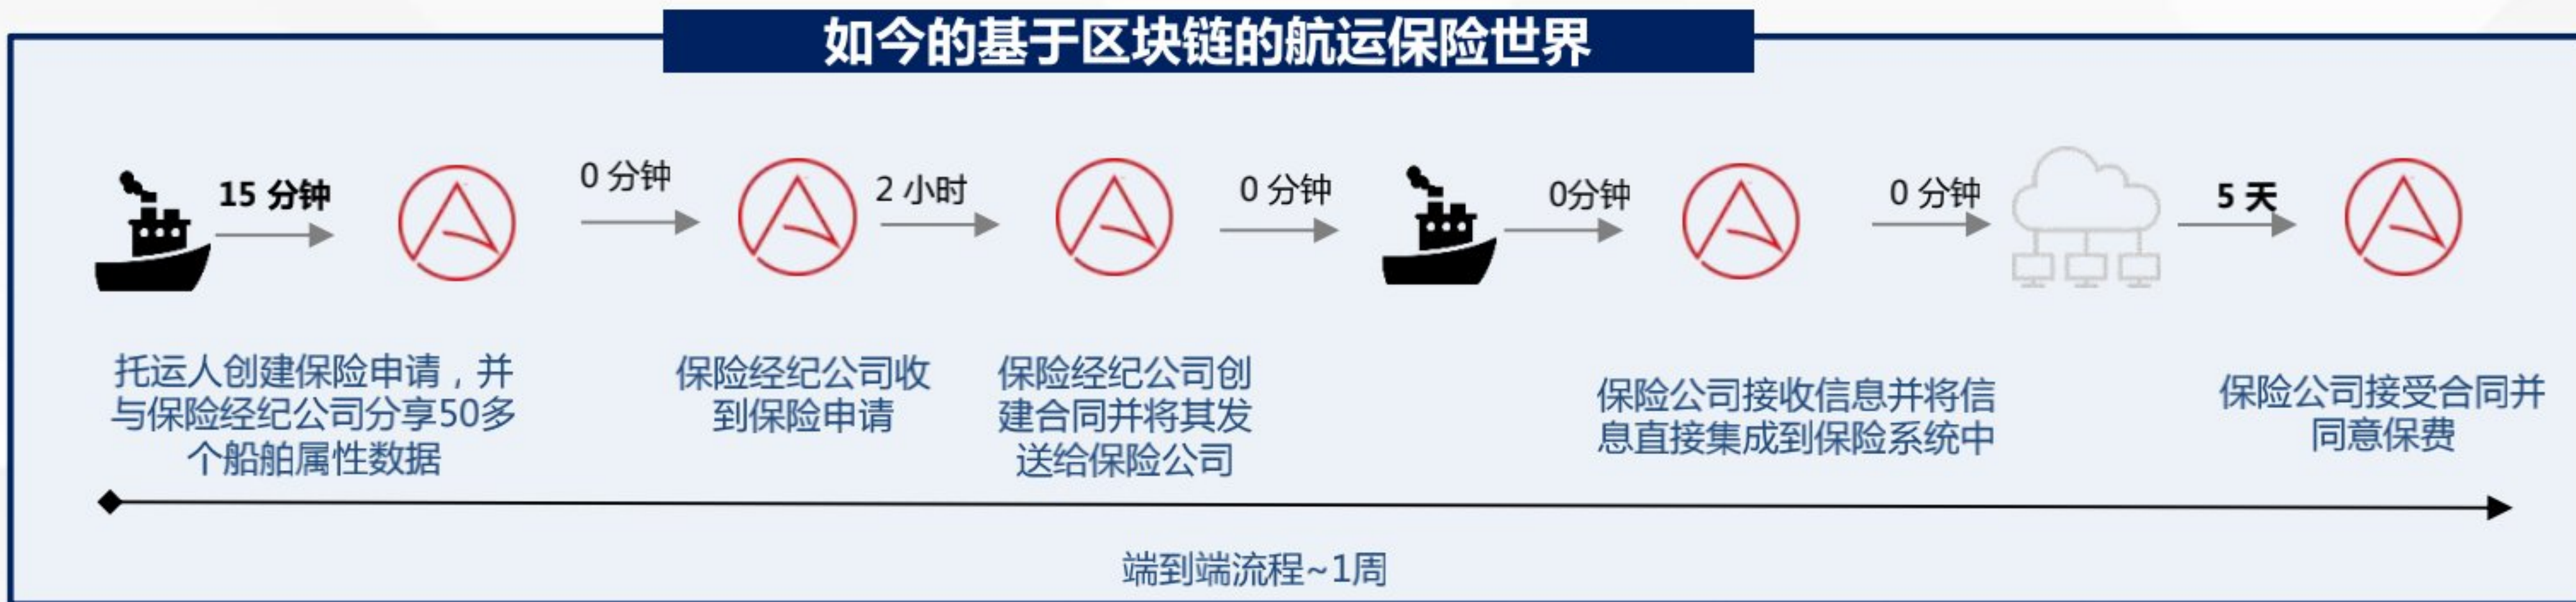 如今的基于区块链的航运保险世界
15 分钟
0 分钟
2 小时
0 分钟
0分钟
0 分钟
5 天
托运人创建保险申请，并
与保险经纪公司分享50多
个船舶属性数据
保险经纪公司收
到保险申请
保险经纪公司创
建合同并将其发
送给保险公司
保险公司接收信息并将信
息直接集成到保险系统中
保险公司接受合同并
同意保费
端到端流程~1周